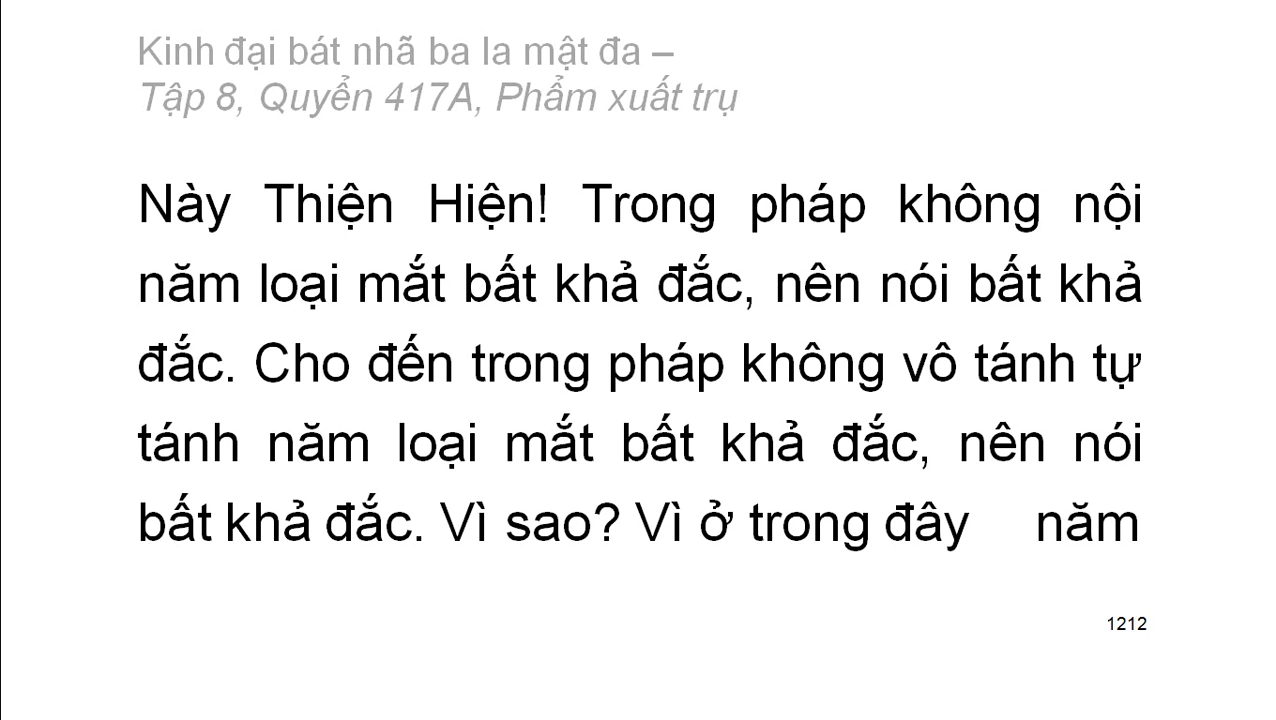 Kinh đại bát nhã ba la mật đa –
Tập 8, Quyển 417A, Phẩm xuất trụ
Này Thiện Hiện! Trong pháp không nội
năm loại mắt bất khả đắc, nên nói bất khả
đắc. Cho đến trong pháp không vô tánh tự
tánh năm loại mắt bất khả đắc, nên nói
bất khả đắc. Vì sao? Vì ở trong đây năm
1212